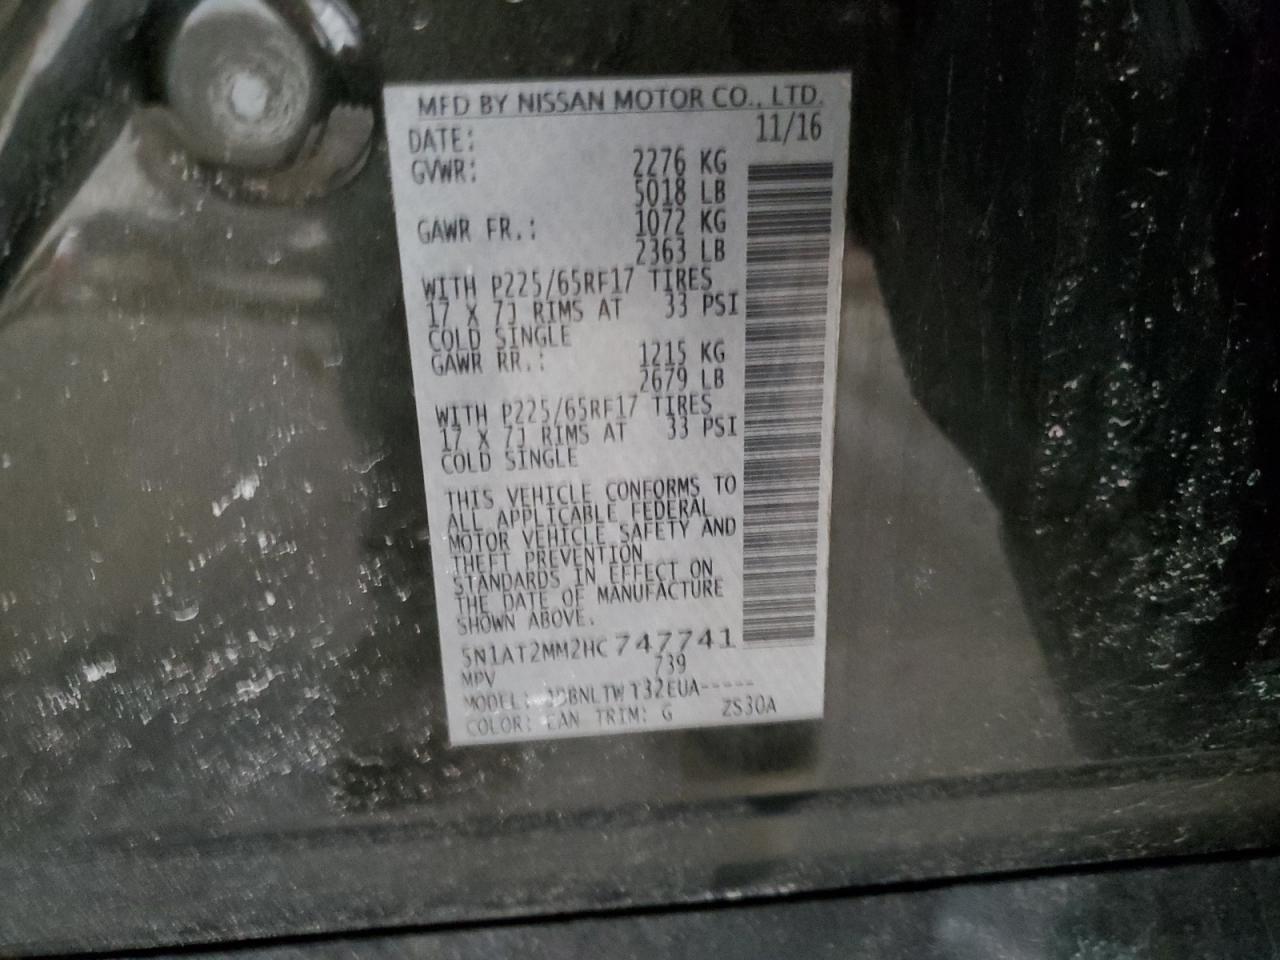 MFD BY NISSAN MOTOR CO., LTD.
DATE: 11/16
GVWR: 2276 KG
5018 LB
GAWR FR.: 1072 KG
2363 LB
WITH P225/65RF17 TIRES
17 X 7J RIMS AT 33 PSI
COLD SINGLE
GAWR RR.: 1215 KG
2679 LB
WITH P225/65RF17 TIRES
17 X 7J RIMS AT 33 PSI
COLD SINGLE
THIS VEHICLE CONFORMS TO
ALL APPLICABLE FEDERAL
MOTOR VEHICLE SAFETY AND
THEFT PREVENTION
STANDARDS IN EFFECT ON
THE DATE OF MANUFACTURE
SHOWN ABOVE.
5N1AT2MM2HC747741
MPV 739
MODEL:
COLOR: TRIM: G ZS30A